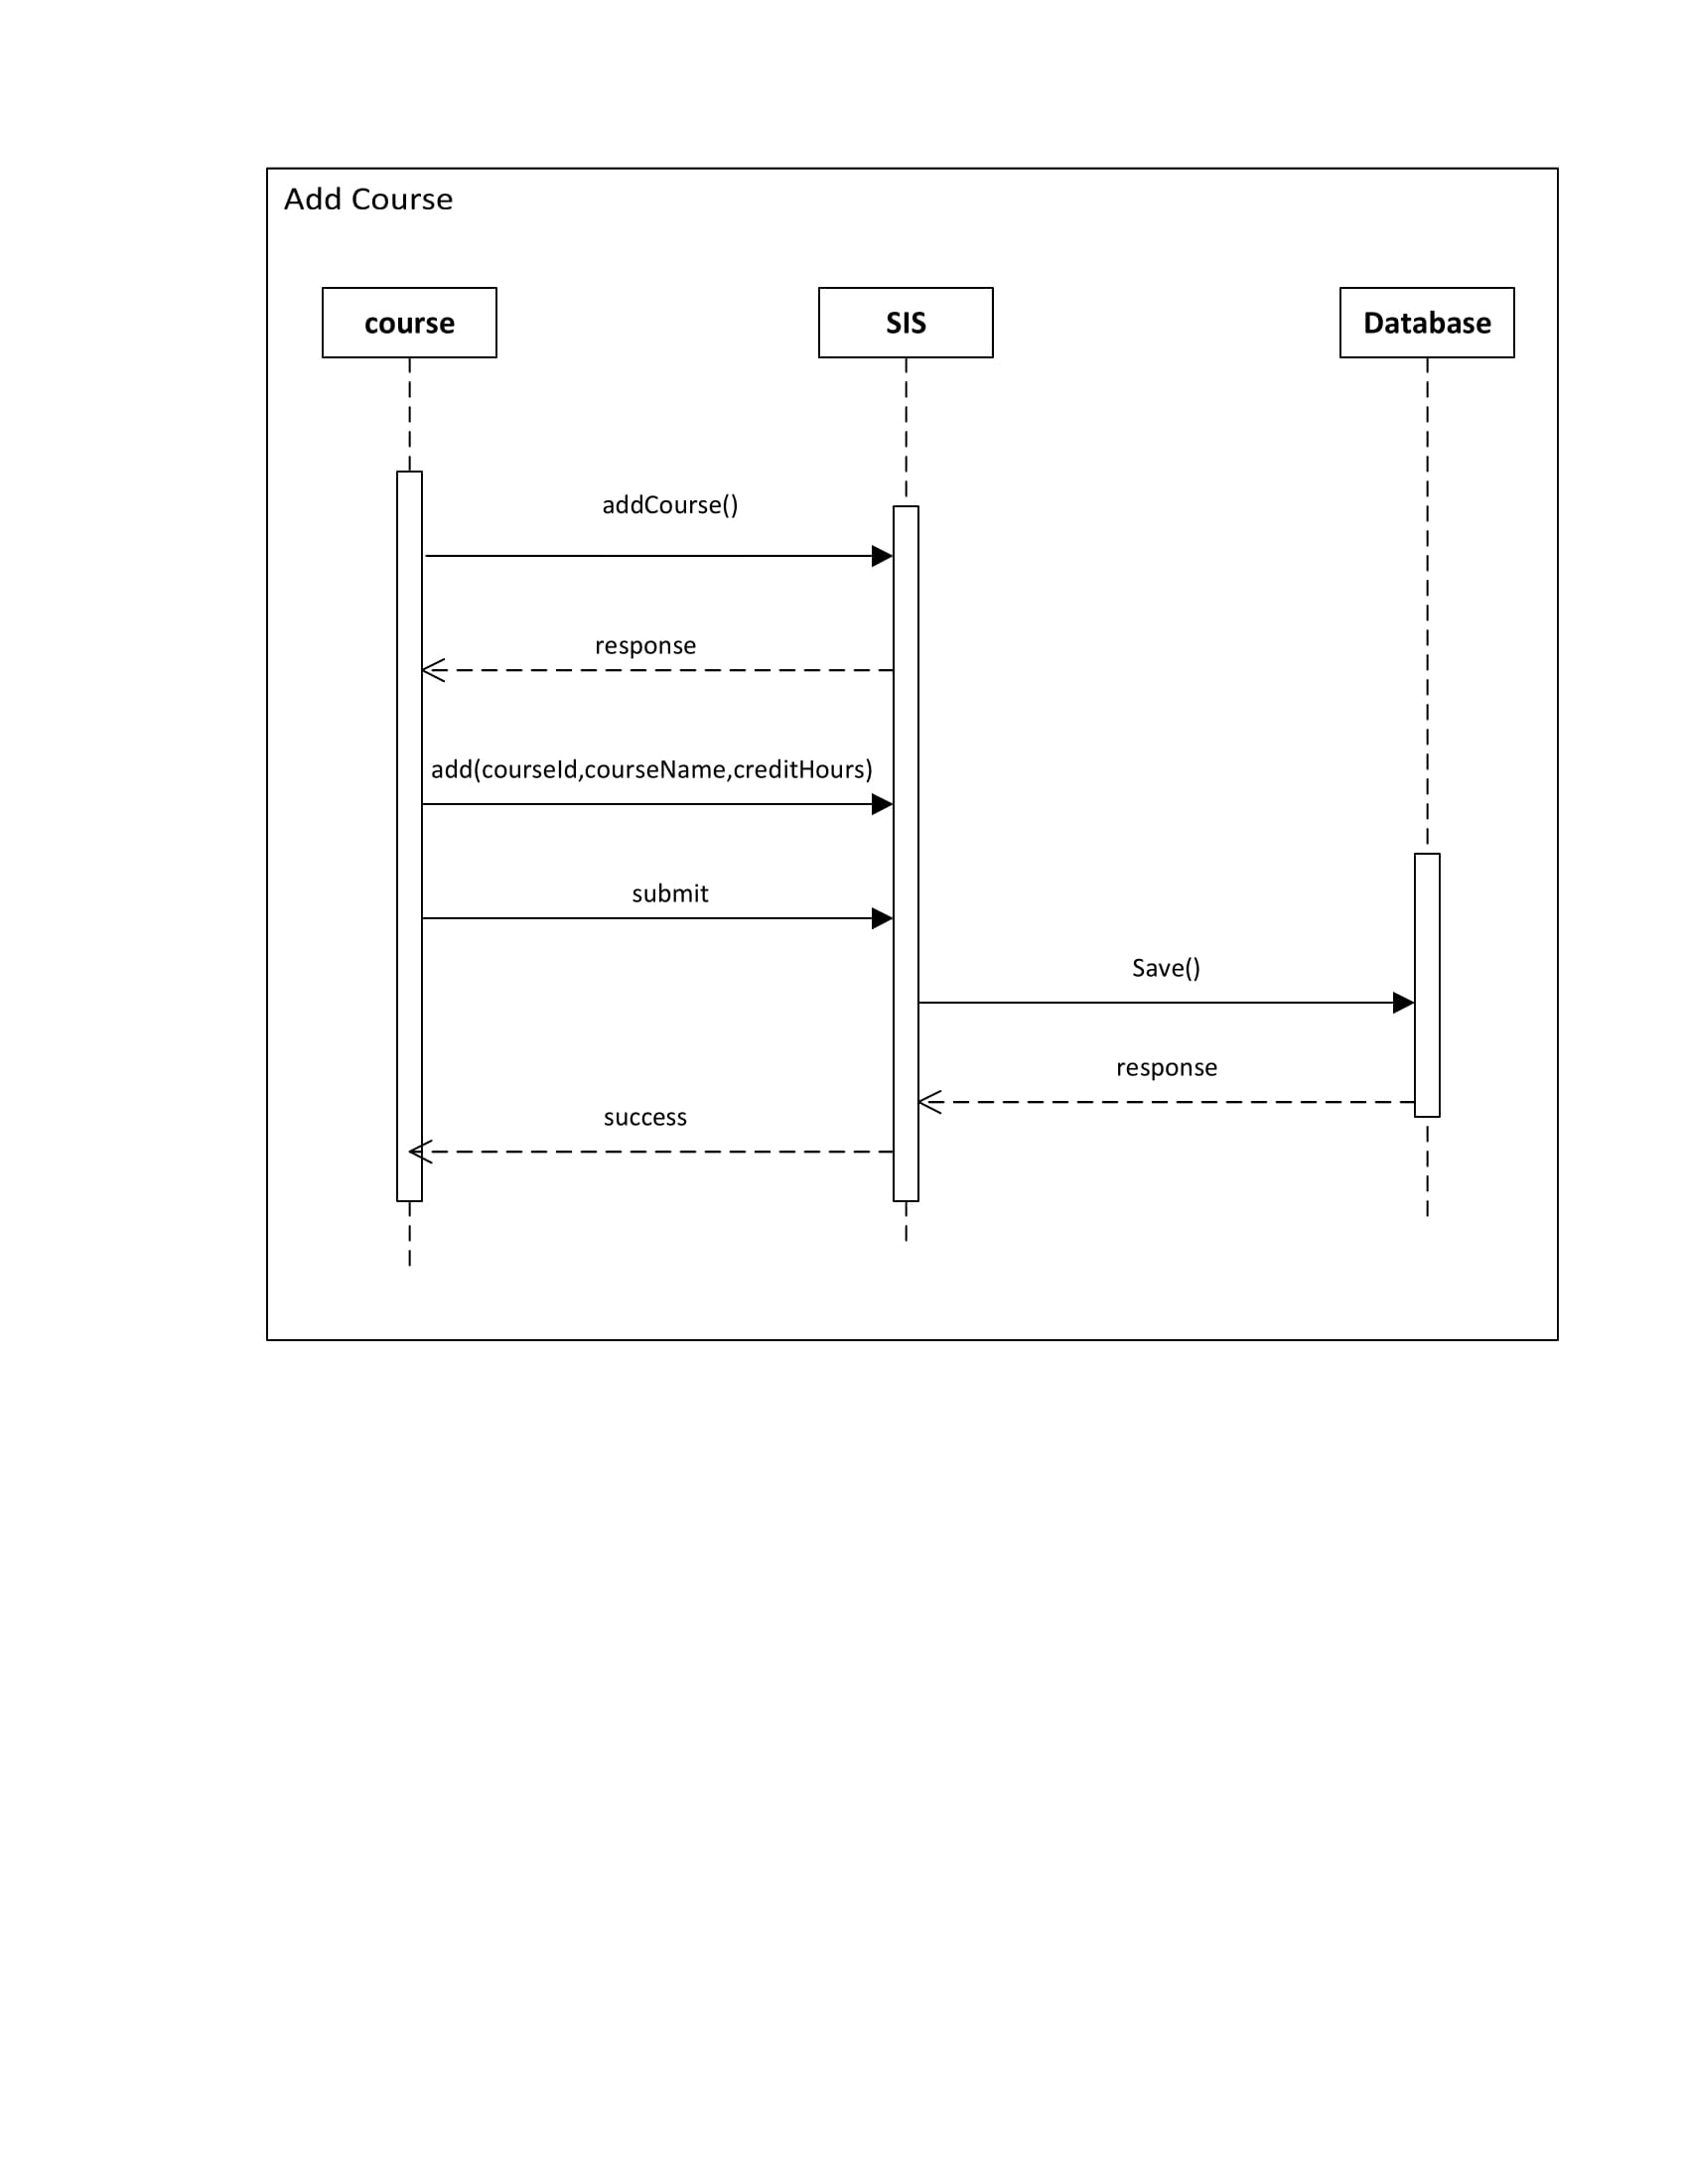 Add Course
course
SIS
Database
addCourse()
response
add(courseId,courseName,creditHours)
submit
Save()
response
success